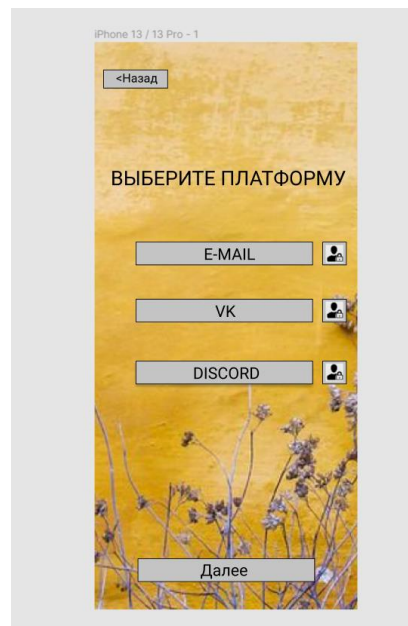 iPhone 13 / 13 Pro - 1
<Назад
ВЫБЕРИТЕ ПЛАТФОРМУ
E-MAIL
VK
DISCORD
Далее